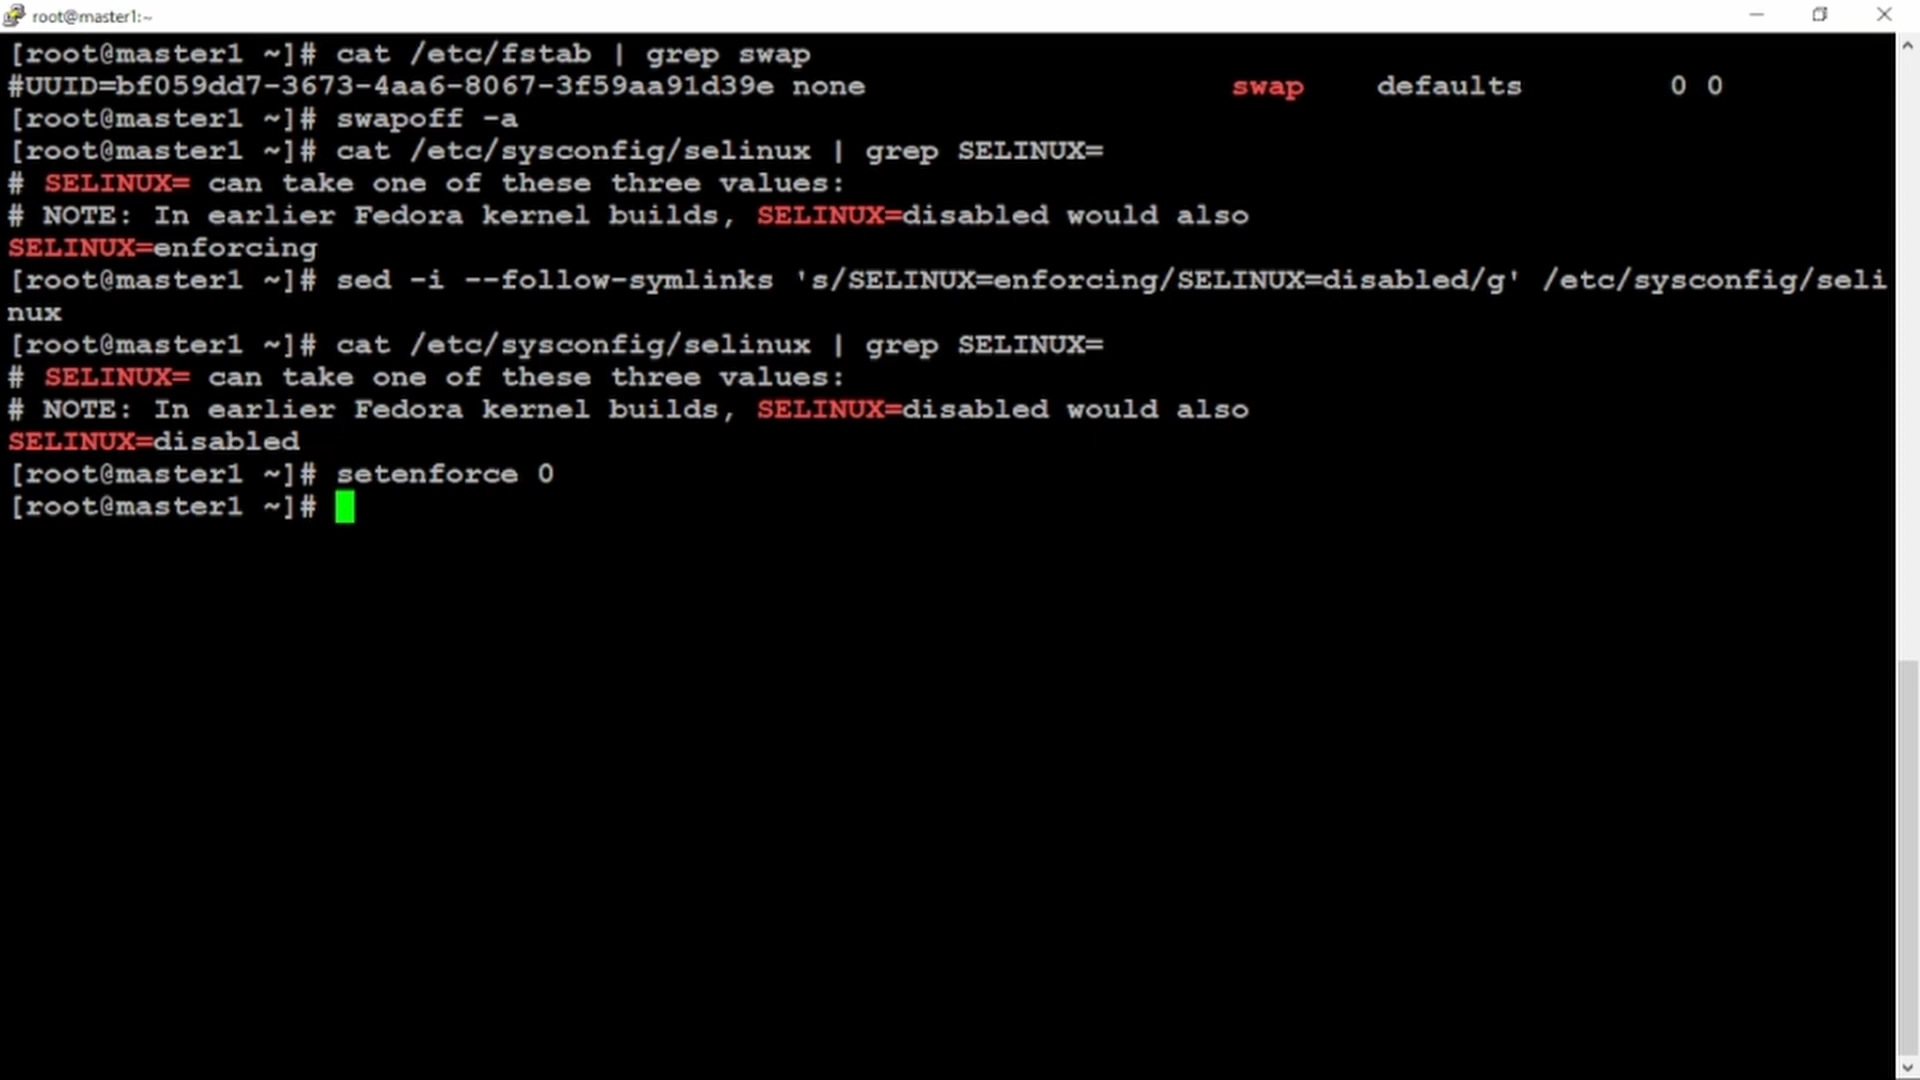 root@master1:~
[root@master1 ~]# cat /etc/fstab | grep swap
#UUID=bf059dd7-3673-4aa6-8067-3f59aa91d39e none                    swap    defaults        0 0
[root@master1 ~]# swapoff -a
[root@master1 ~]# cat /etc/sysconfig/selinux | grep SELINUX=
# SELINUX= can take one of these three values:
# NOTE: In earlier Fedora kernel builds, SELINUX=disabled would also
SELINUX=enforcing
[root@master1 ~]# sed -i --follow-symlinks 's/SELINUX=enforcing/SELINUX=disabled/g' /etc/sysconfig/seli
nux
[root@master1 ~]# cat /etc/sysconfig/selinux | grep SELINUX=
# SELINUX= can take one of these three values:
# NOTE: In earlier Fedora kernel builds, SELINUX=disabled would also
SELINUX=disabled
[root@master1 ~]# setenforce 0
[root@master1 ~]#